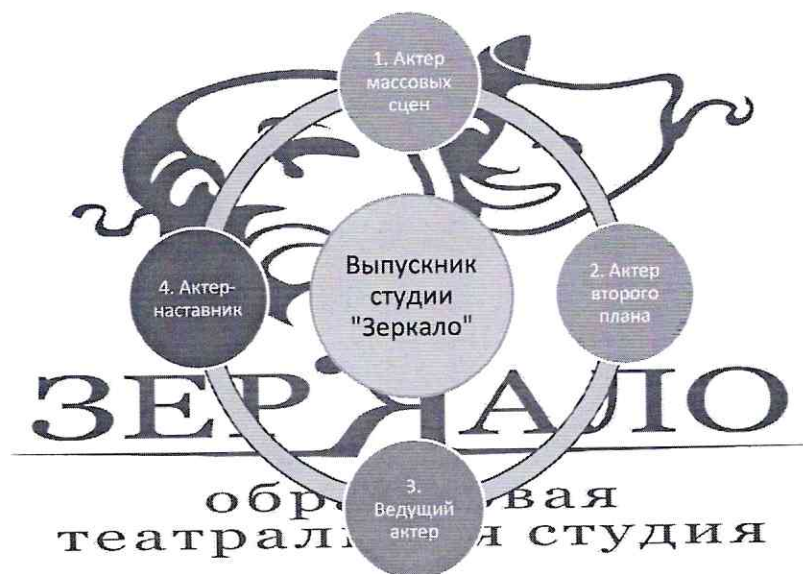 1. Актер
массовых
сцен
2. Актер
второго
плана
3.
Ведущий
актер
4. Актер-
наставник
Выпускник
студии
"Зеркало"
ЗЕРКАЛО
студия